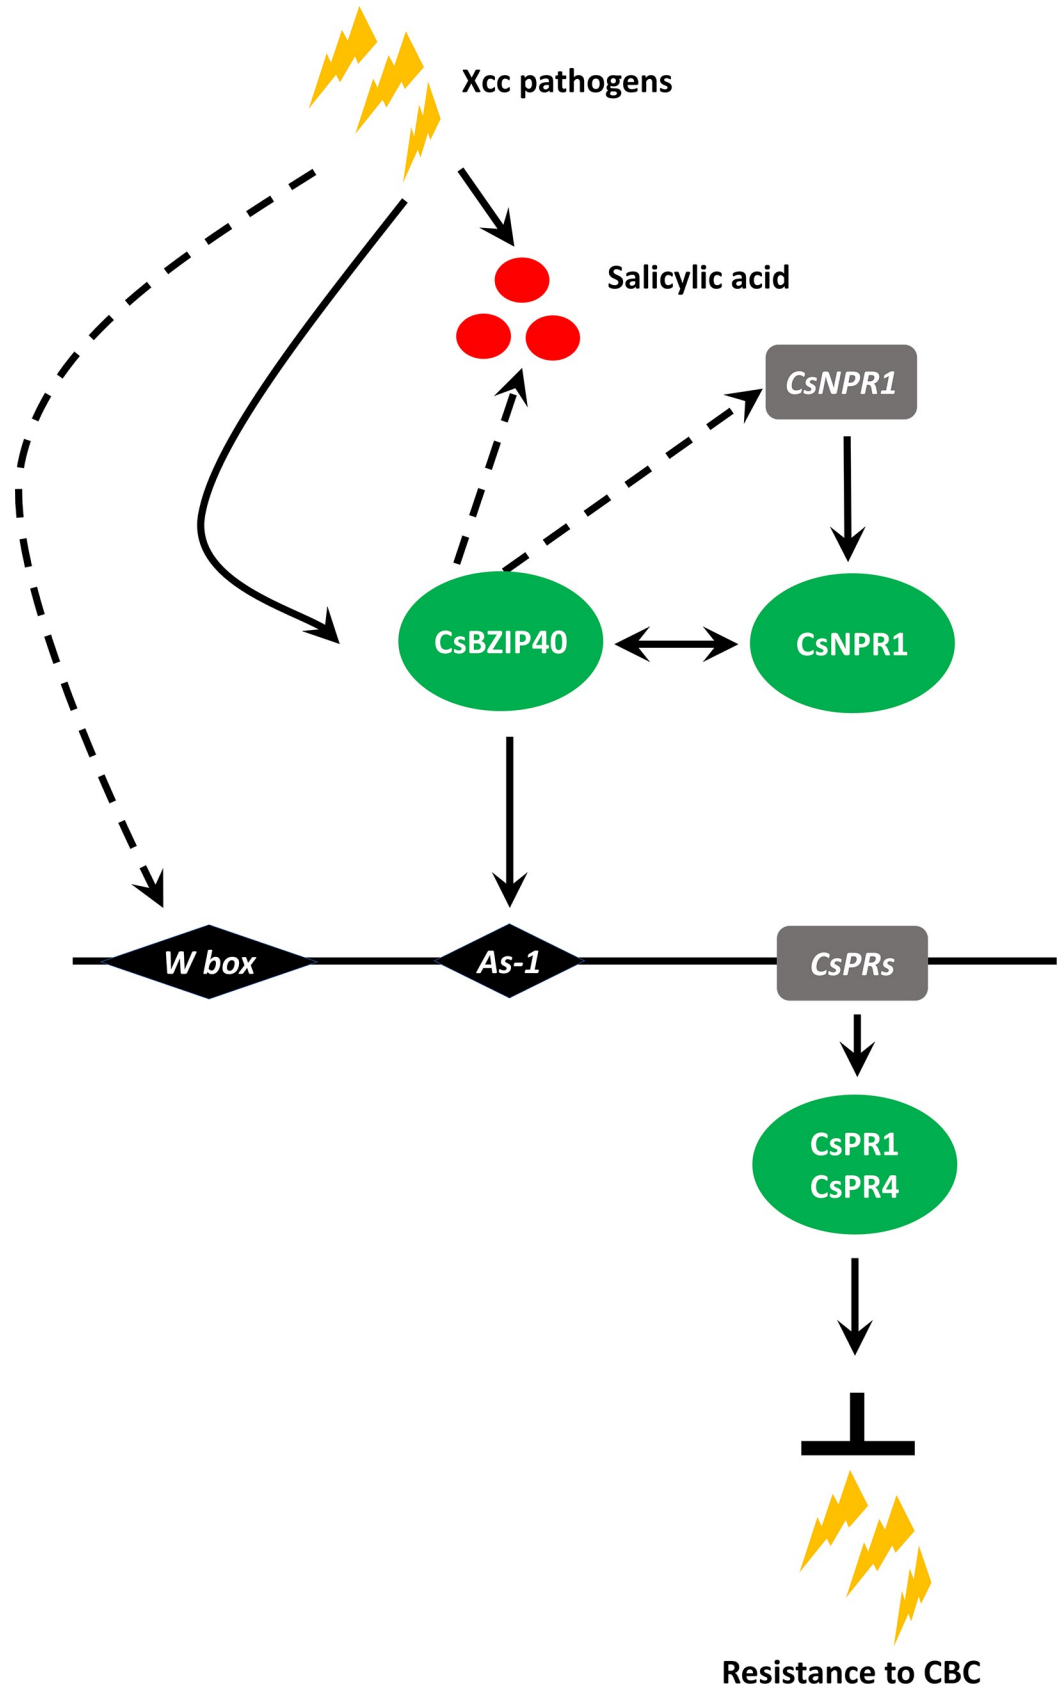 Xcc pathogens
Salicylic acid
CsNPR1
CsBZIP40
CsNPR1
W box
As-1
CsPRs
CsPR1
CsPR4
Resistance to CBC